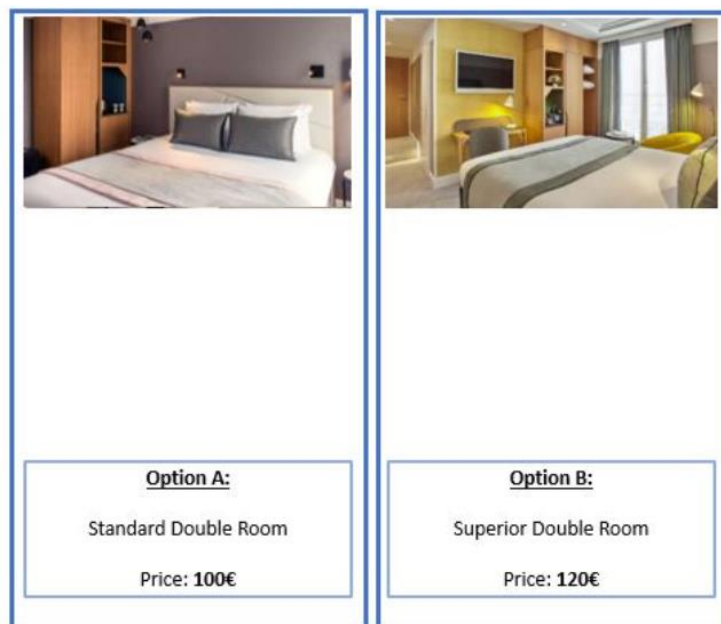 Option A:
Standard Double Room
Price: 100€
Option B:
Superior Double Room
Price: 120€